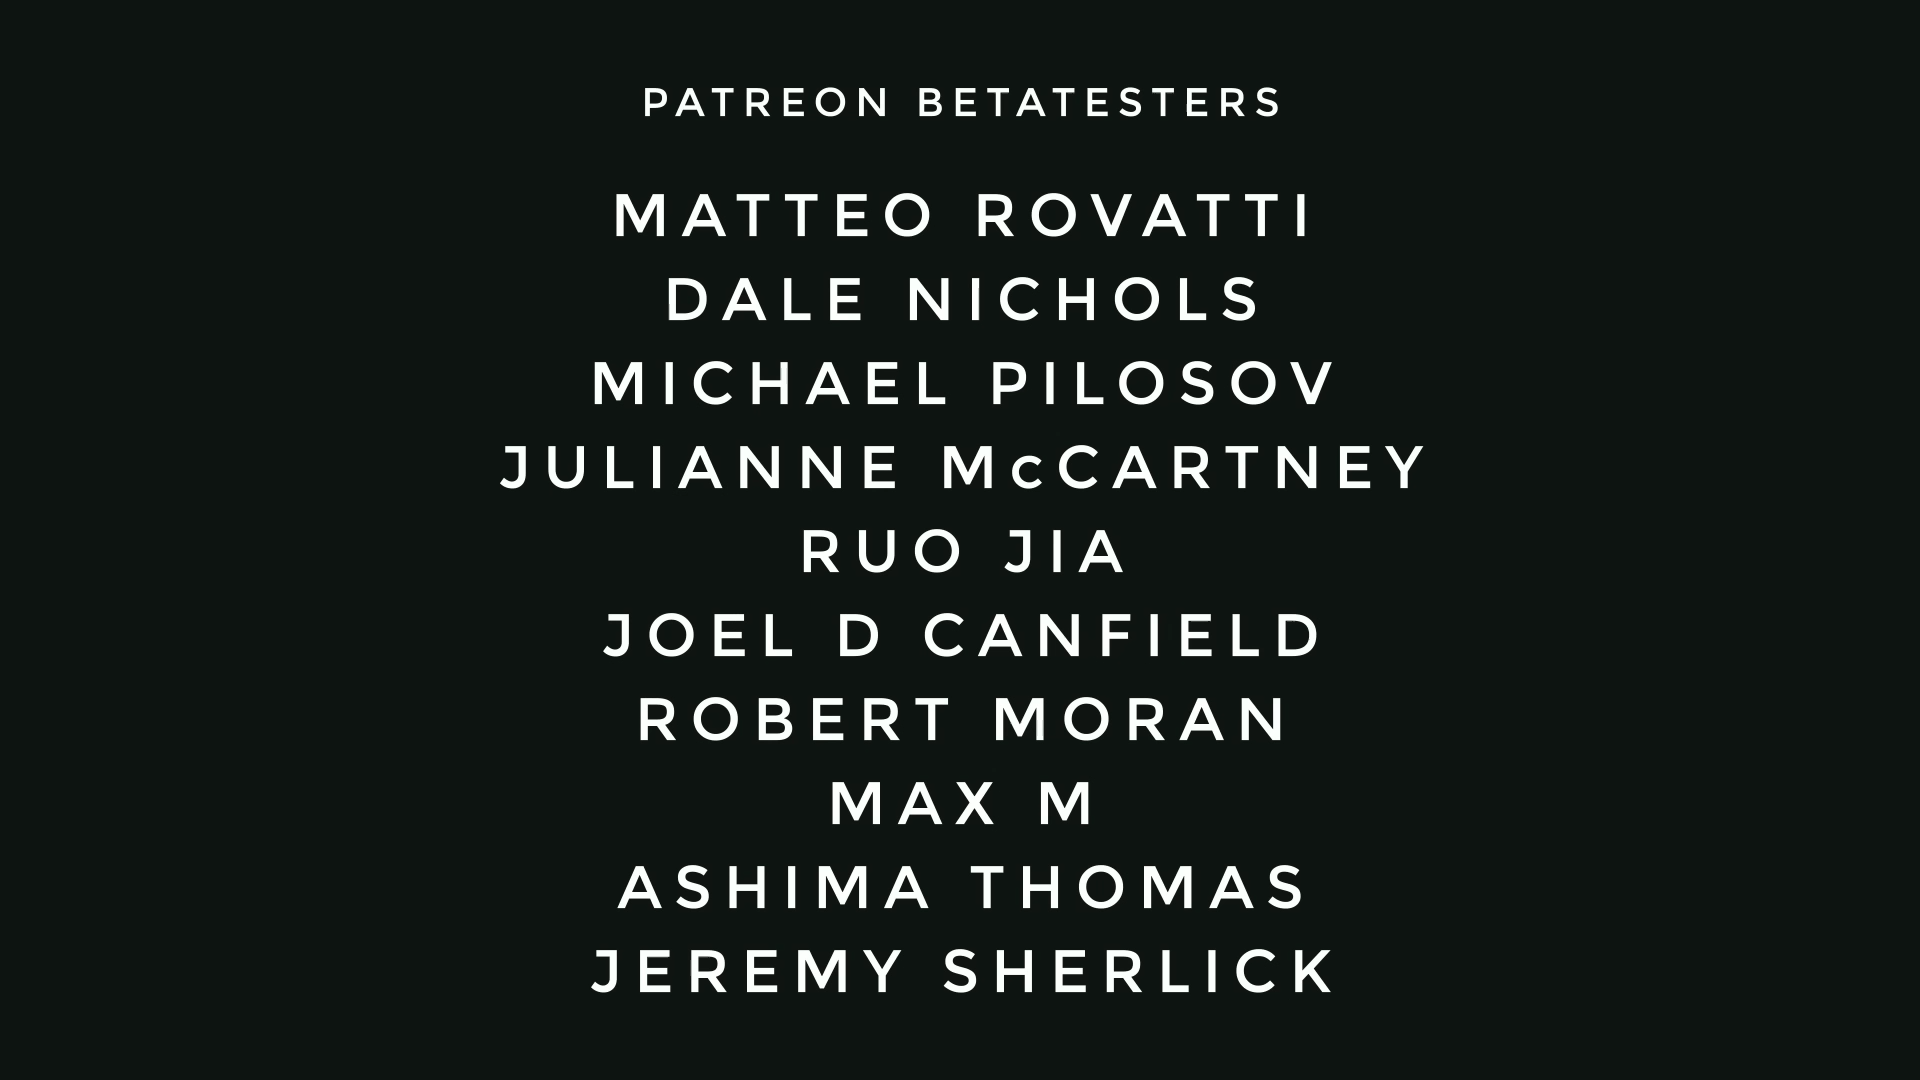 PATREON BETATESTERS
MATTEO ROVATTI
DALE NICHOLS
MICHAEL PILOSOV
JULIANNE McCARTNEY
RUO JIA
JOEL D CANFIELD
ROBERT MORAN
MAX M
ASHIMA THOMAS
JEREMY SHERLICK